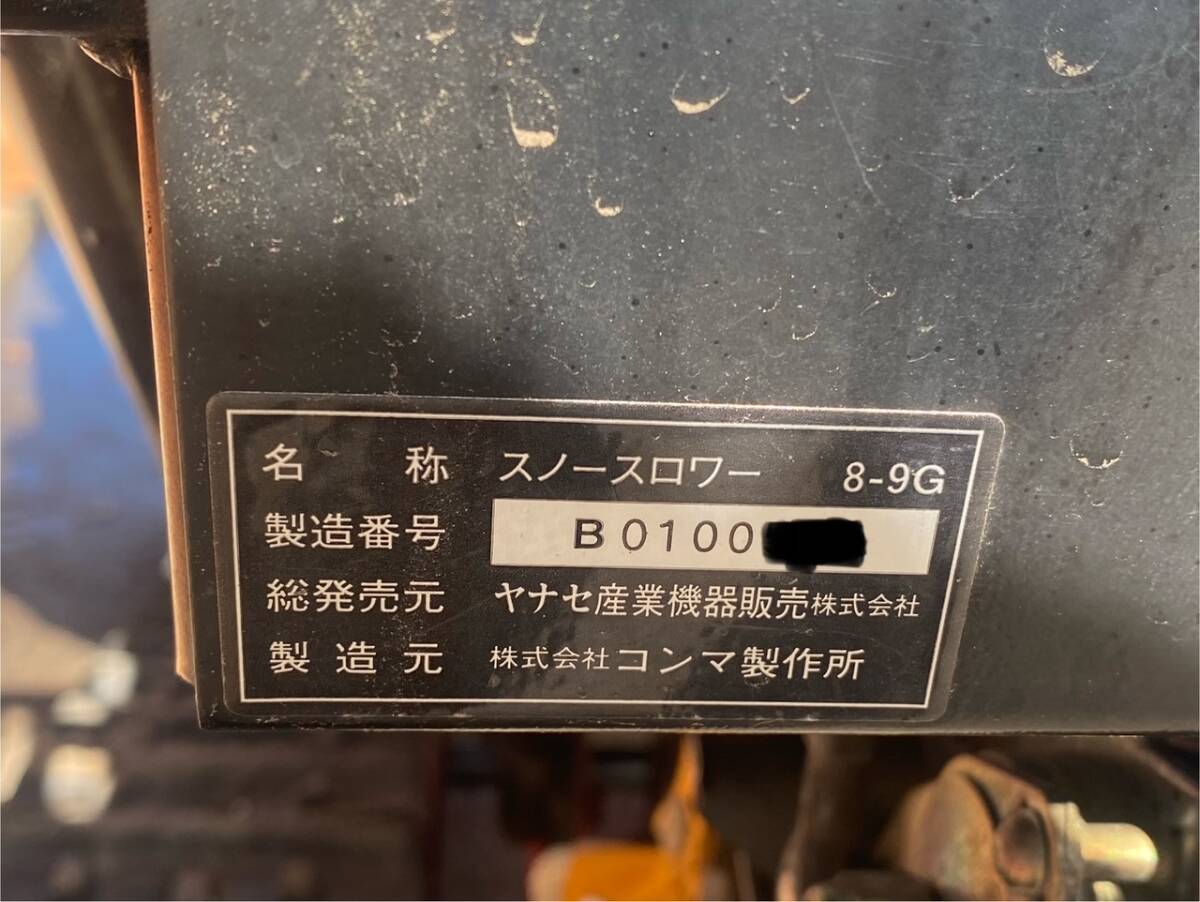 名称 スノースロワー 8-9G
製造番号 B0100
総発売元 ヤナセ産業機器販売株式会社
製造元 株式会社コンマ製作所